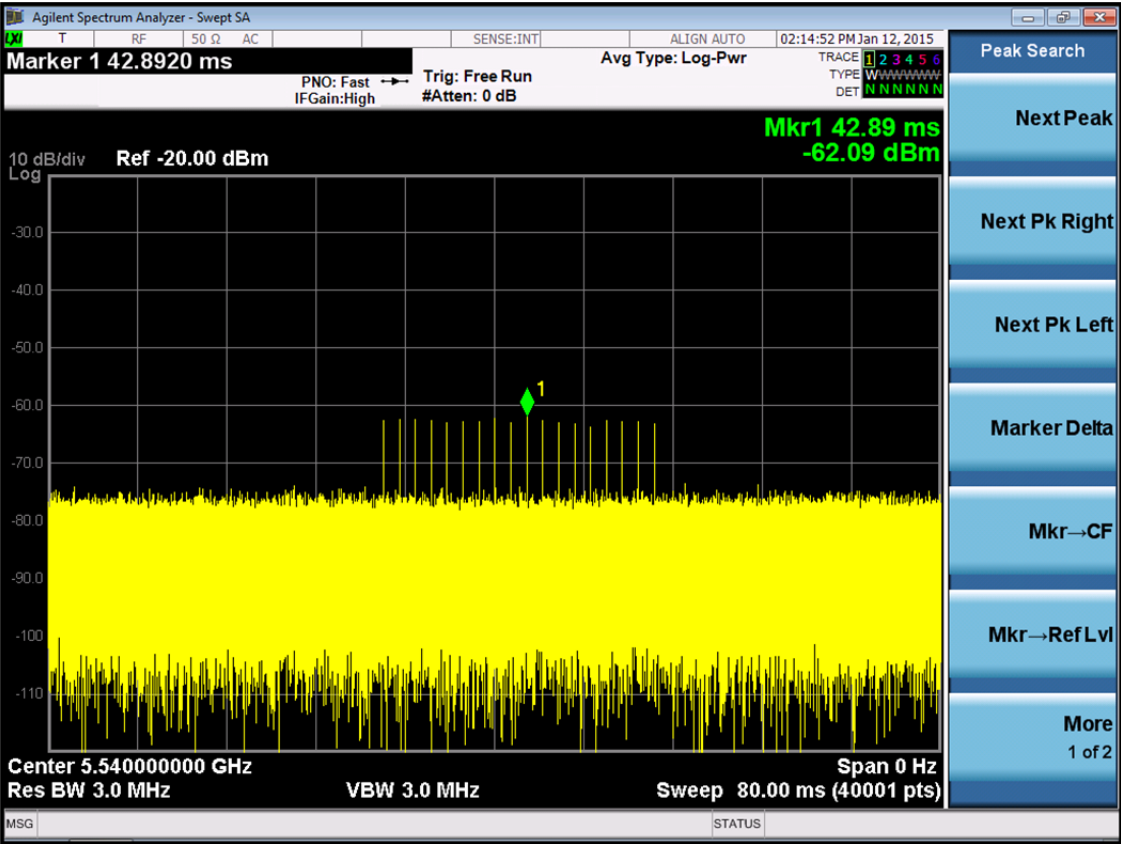 Agilent Spectrum Analyzer - Swept SA
LXI T RF 50 Ω AC SENSE:INT ALIGN AUTO 02:14:52 PM Jan 12, 2015
Marker 1 42.8920 ms
PNO: Fast
IFGain:High
Trig: Free Run
#Atten: 0 dB
Avg Type: Log-Pwr
TRACE 1 2 3 4 5 6
TYPE W
DET N N N N N N
Mkr1 42.89 ms
-62.09 dBm
10 dB/div Ref -20.00 dBm
Log
-30.0
-40.0
-50.0
-60.0
-70.0
-80.0
-90.0
-100
-110
1
Center 5.540000000 GHz Span 0 Hz
Res BW 3.0 MHz VBW 3.0 MHz Sweep 80.00 ms (40001 pts)
MSG STATUS
Peak Search
Next Peak
Next Pk Right
Next Pk Left
Marker Delta
Mkr→CF
Mkr→Ref Lvl
More
1 of 2